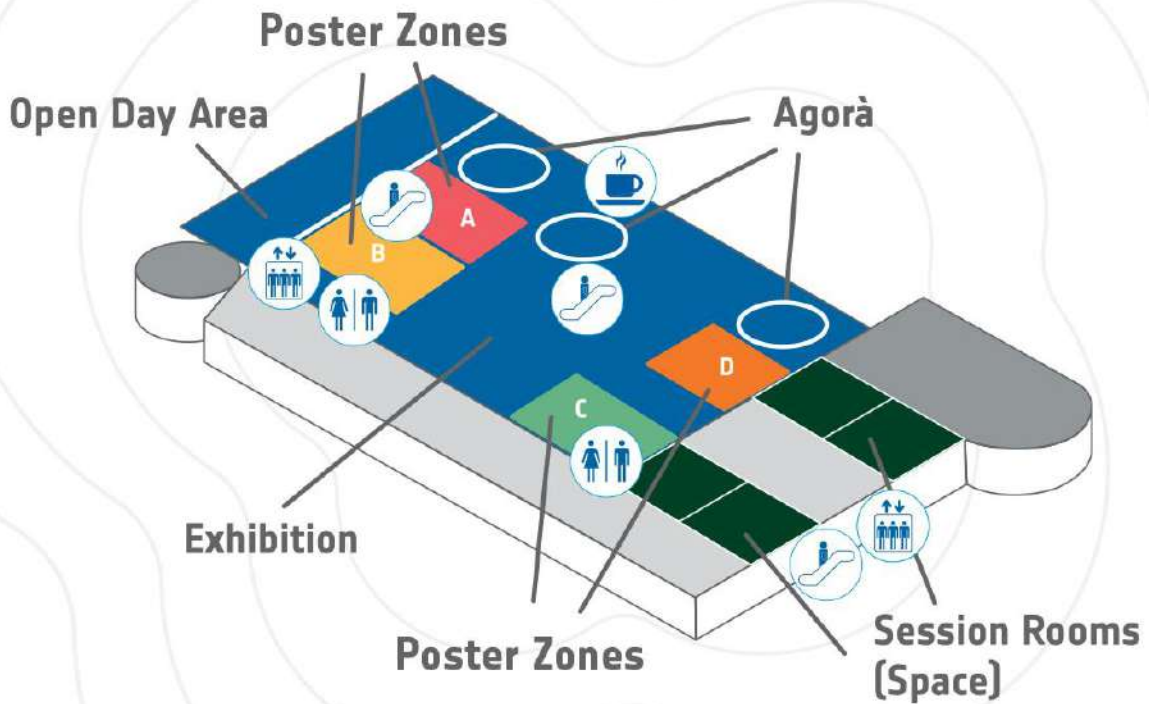 Poster Zones
Open Day Area
Agorà
A
B
D
C
Exhibition
Poster Zones
Session Rooms
(Space)